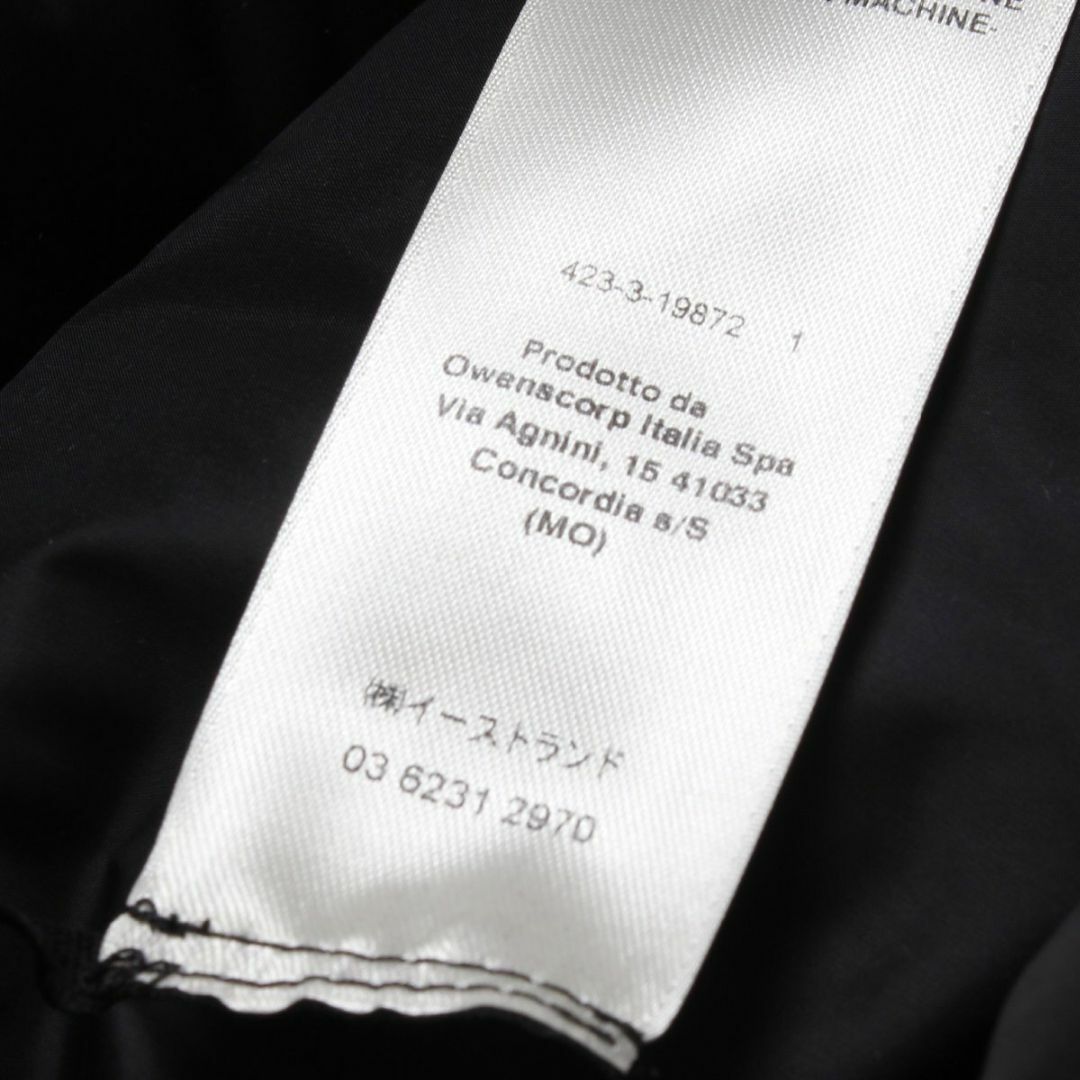 MACHINE-
423-3-19872 1
Prodotto da
Owenscorp Italia Spa
Via Agnini, 15 41033
Concordia s/S
(MO)
㈱イーストランド
03 6231 2970